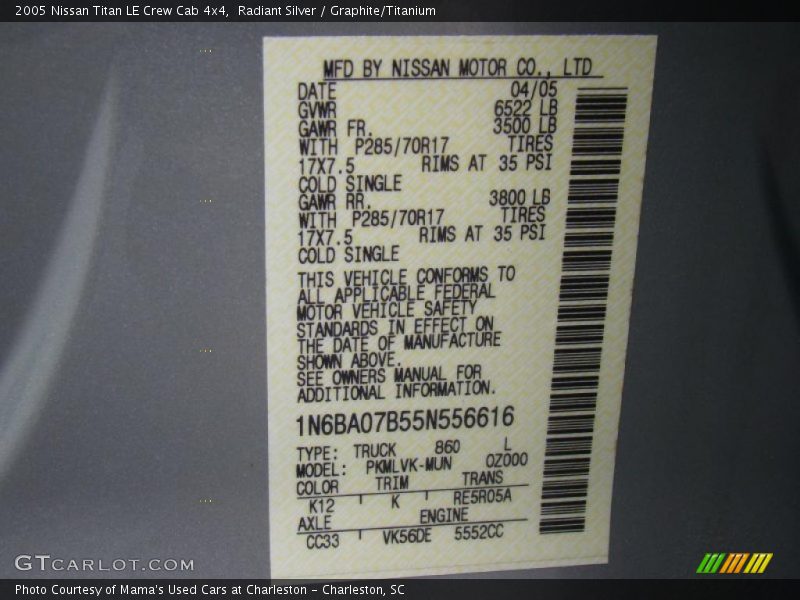 2005 Nissan Titan LE Crew Cab 4x4,  Radiant Silver / Graphite/Titanium
MFD BY NISSAN MOTOR CO., LTD
DATE 04/05
GVWR 6522 LB
GAWR FR. 3500 LB
WITH P285/70R17 TIRES
17X7.5 RIMS AT 35 PSI
COLD SINGLE
GAWR RR. 3800 LB
WITH P285/70R17 TIRES
17X7.5 RIMS AT 35 PSI
COLD SINGLE
THIS VEHICLE CONFORMS TO
ALL APPLICABLE FEDERAL
MOTOR VEHICLE SAFETY
STANDARDS IN EFFECT ON
THE DATE OF MANUFACTURE
SHOWN ABOVE.
SEE OWNERS MANUAL FOR
ADDITIONAL INFORMATION.
1N6BA07B55N556616
TYPE: TRUCK 860 L
MODEL: PKMLVK-MUN 0Z000
COLOR TRIM TRANS
K12 K RE5R05A
AXLE ENGINE
CC33 VK56DE 5552CC
GTCARLOT.COM
Photo Courtesy of Mama's Used Cars at Charleston - Charleston, SC